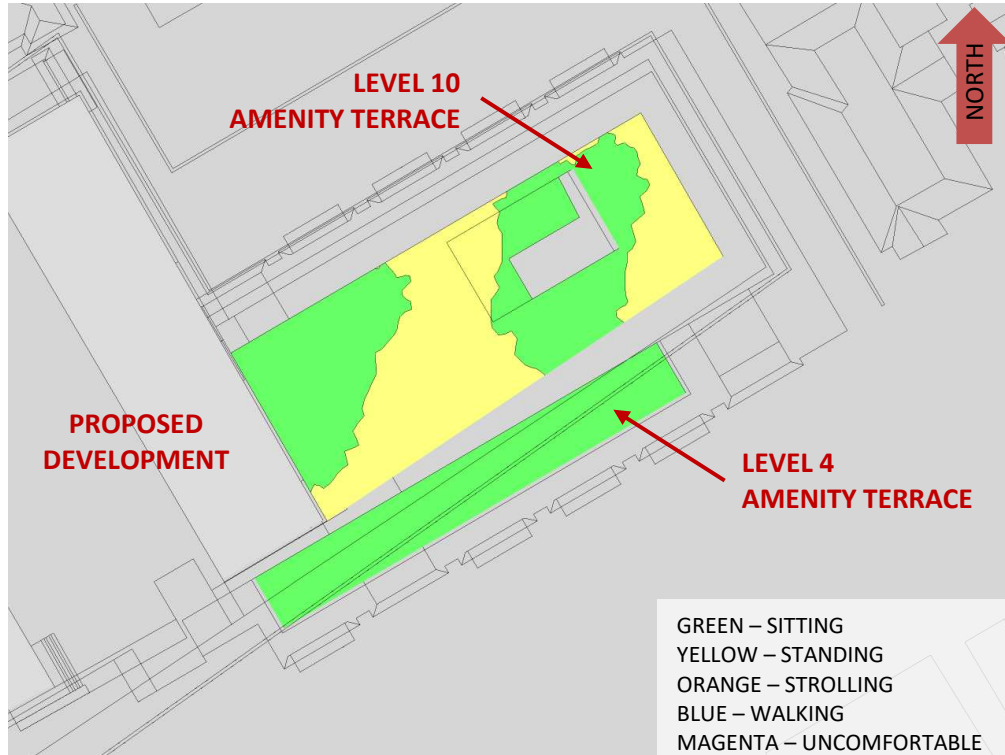 LEVEL 10
AMENITY TERRACE
NORTH
PROPOSED
DEVELOPMENT
LEVEL 4
AMENITY TERRACE
GREEN – SITTING
YELLOW – STANDING
ORANGE – STROLLING
BLUE – WALKING
MAGENTA – UNCOMFORTABLE